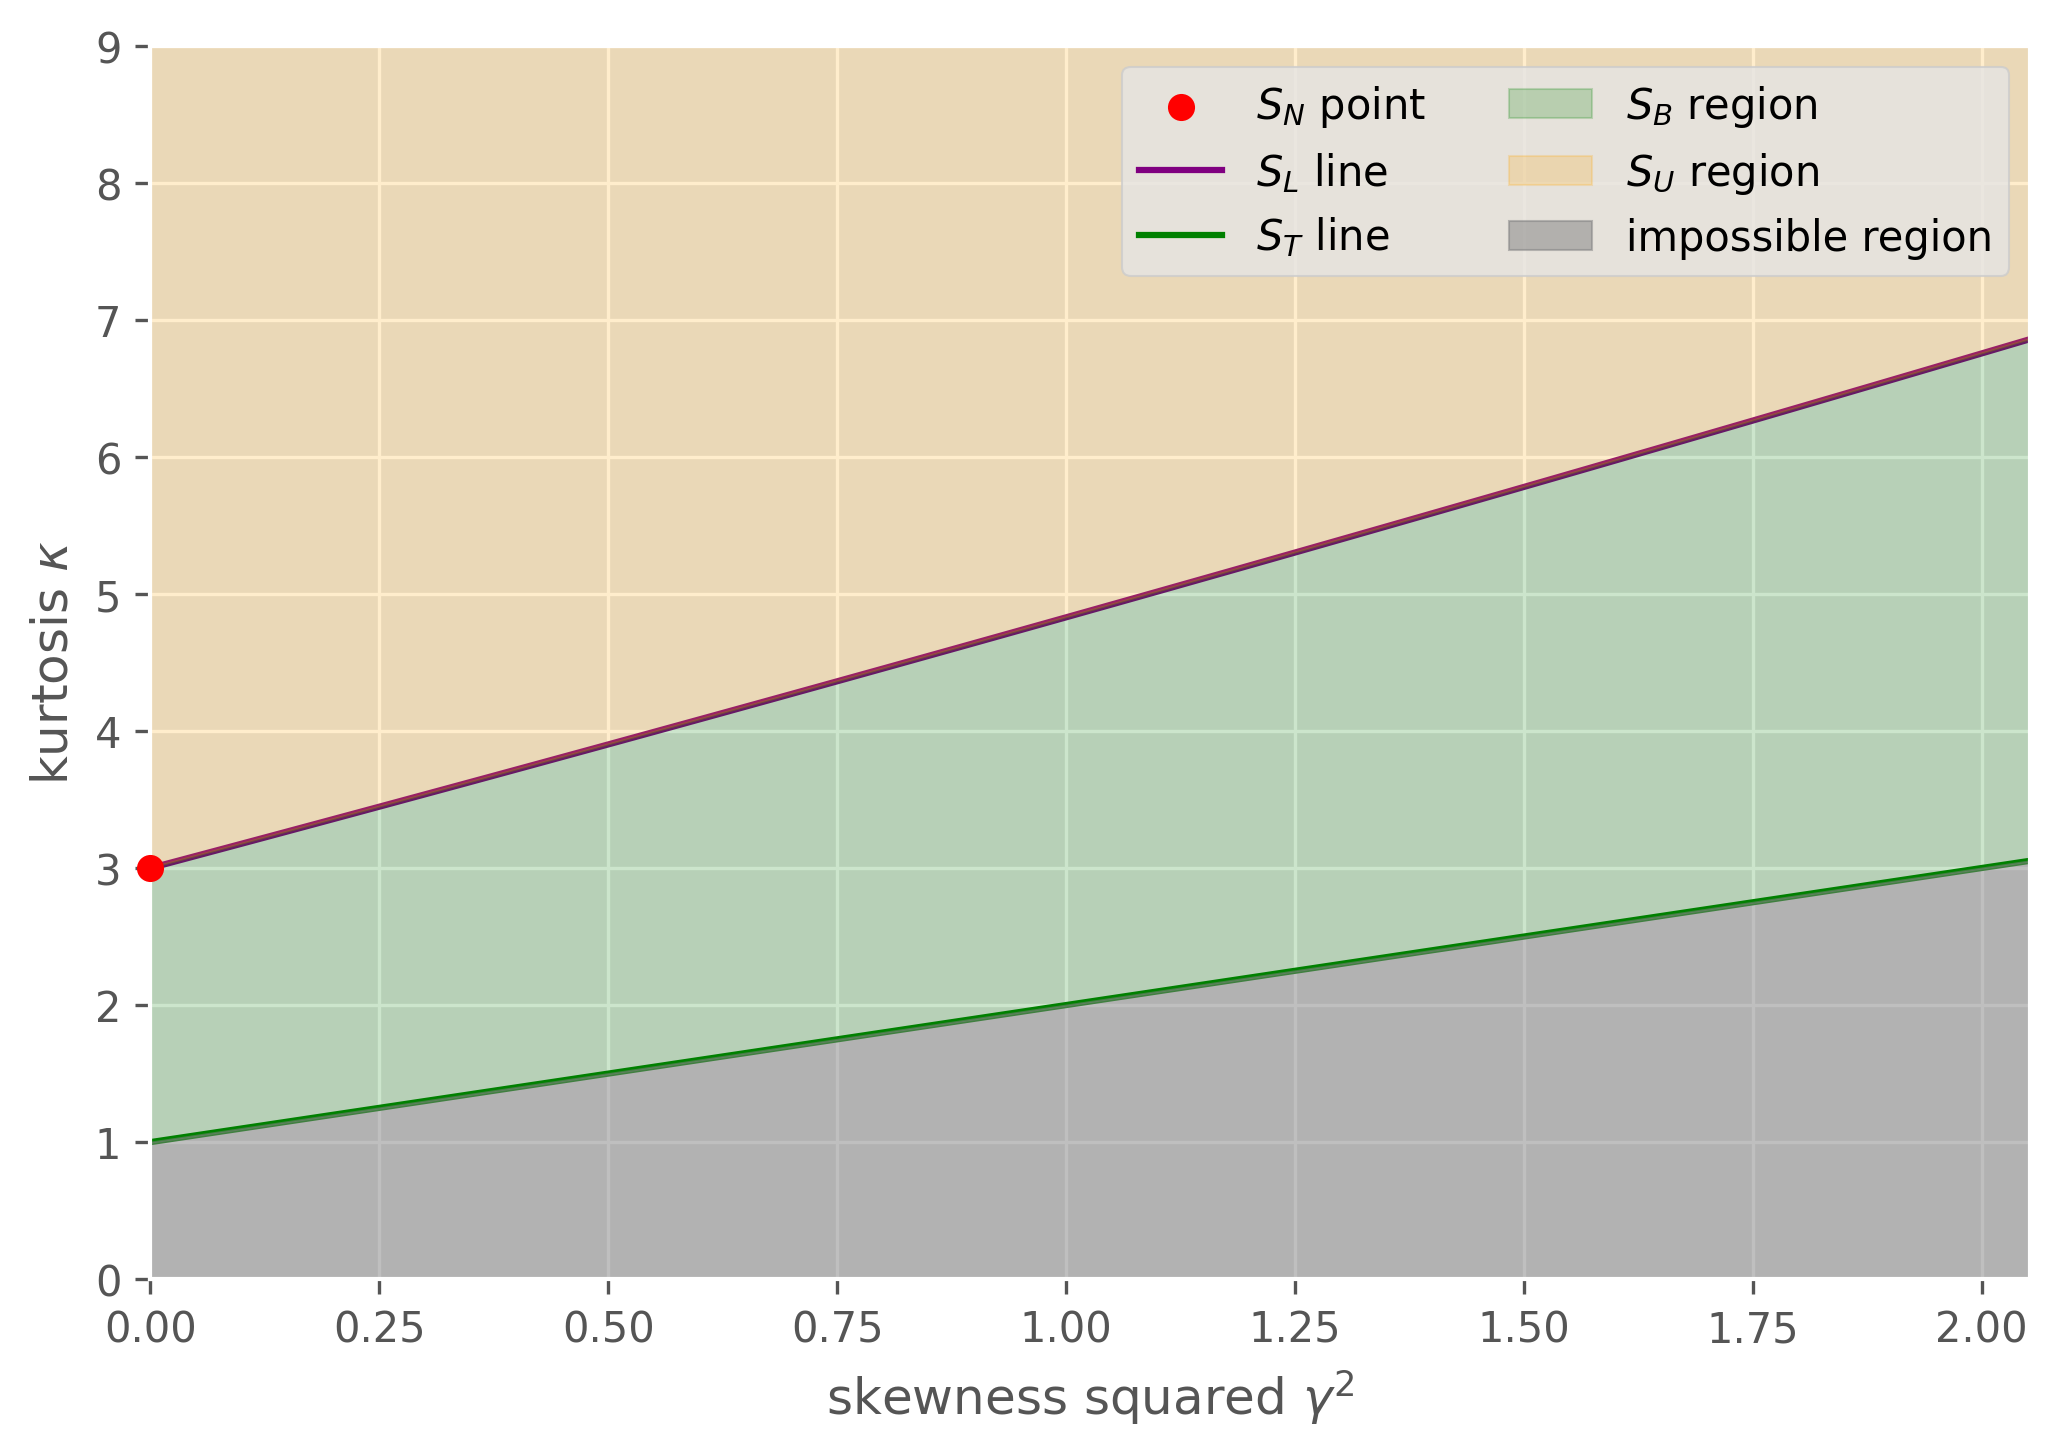 9
8
7
6
5
4
3
2
1
0
kurtosis κ
S_N point
S_L line
S_T line
S_B region
S_U region
impossible region
0.00 0.25 0.50 0.75 1.00 1.25 1.50 1.75 2.00
skewness squared γ²